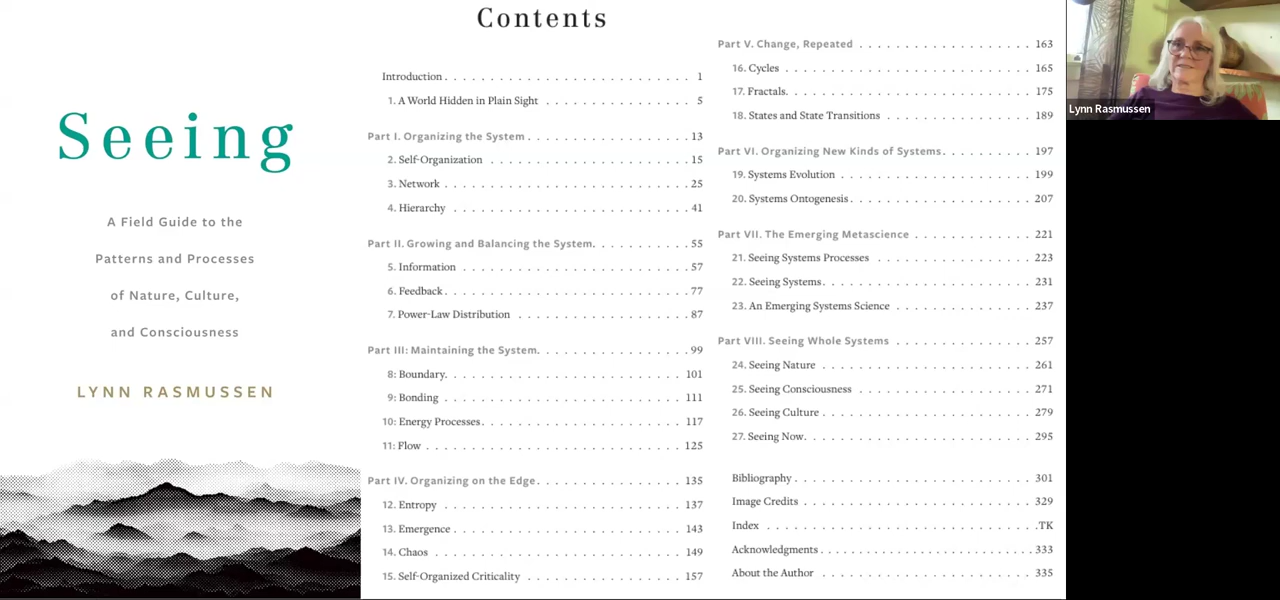 Seeing
A Field Guide to the
Patterns and Processes
of Nature, Culture,
and Consciousness
LYNN RASMUSSEN
Contents
Introduction . . . . . . . . . . . . . . . . . . . . . . . . . . . 1
1. A World Hidden in Plain Sight . . . . . . . . . . . . . . . . 5
Part I. Organizing the System . . . . . . . . . . . . . . . . . . 13
2. Self-Organization . . . . . . . . . . . . . . . . . . . . . . 15
3. Network . . . . . . . . . . . . . . . . . . . . . . . . . . 25
4. Hierarchy . . . . . . . . . . . . . . . . . . . . . . . . . 41
Part II. Growing and Balancing the System. . . . . . . . . . . 55
5. Information . . . . . . . . . . . . . . . . . . . . . . . . 57
6. Feedback . . . . . . . . . . . . . . . . . . . . . . . . . 77
7. Power-Law Distribution . . . . . . . . . . . . . . . . . . . 87
Part III: Maintaining the System. . . . . . . . . . . . . . . . . 99
8: Boundary. . . . . . . . . . . . . . . . . . . . . . . . . 101
9: Bonding . . . . . . . . . . . . . . . . . . . . . . . . . 111
10: Energy Processes . . . . . . . . . . . . . . . . . . . . . 117
11: Flow . . . . . . . . . . . . . . . . . . . . . . . . . . 125
Part IV. Organizing on the Edge . . . . . . . . . . . . . . . . 135
12. Entropy . . . . . . . . . . . . . . . . . . . . . . . . . 137
13. Emergence . . . . . . . . . . . . . . . . . . . . . . . . 143
14. Chaos . . . . . . . . . . . . . . . . . . . . . . . . . . 149
15. Self-Organized Criticality . . . . . . . . . . . . . . . . . 157
Part V. Change, Repeated . . . . . . . . . . . . . . . . . . . 163
16. Cycles . . . . . . . . . . . . . . . . . . . . . . . . . . 165
17. Fractals. . . . . . . . . . . . . . . . . . . . . . . . . . 175
18. States and State Transitions . . . . . . . . . . . . . . . . 189
Part VI. Organizing New Kinds of Systems . . . . . . . . . . . 197
19. Systems Evolution . . . . . . . . . . . . . . . . . . . . . 199
20. Systems Ontogenesis . . . . . . . . . . . . . . . . . . . . 207
Part VII. The Emerging Metascience . . . . . . . . . . . . . . 221
21. Seeing Systems Processes . . . . . . . . . . . . . . . . . 223
22. Seeing Systems . . . . . . . . . . . . . . . . . . . . . . 231
23. An Emerging Systems Science . . . . . . . . . . . . . . . . 237
Part VIII. Seeing Whole Systems . . . . . . . . . . . . . . . . 257
24. Seeing Nature . . . . . . . . . . . . . . . . . . . . . . . 261
25. Seeing Consciousness . . . . . . . . . . . . . . . . . . . 271
26. Seeing Culture . . . . . . . . . . . . . . . . . . . . . . 279
27. Seeing Now. . . . . . . . . . . . . . . . . . . . . . . . 295
Bibliography . . . . . . . . . . . . . . . . . . . . . . . . . 301
Image Credits . . . . . . . . . . . . . . . . . . . . . . . . 329
Index . . . . . . . . . . . . . . . . . . . . . . . . . . . .TK
Acknowledgments . . . . . . . . . . . . . . . . . . . . . . . 333
About the Author . . . . . . . . . . . . . . . . . . . . . . 335
Lynn Rasmussen